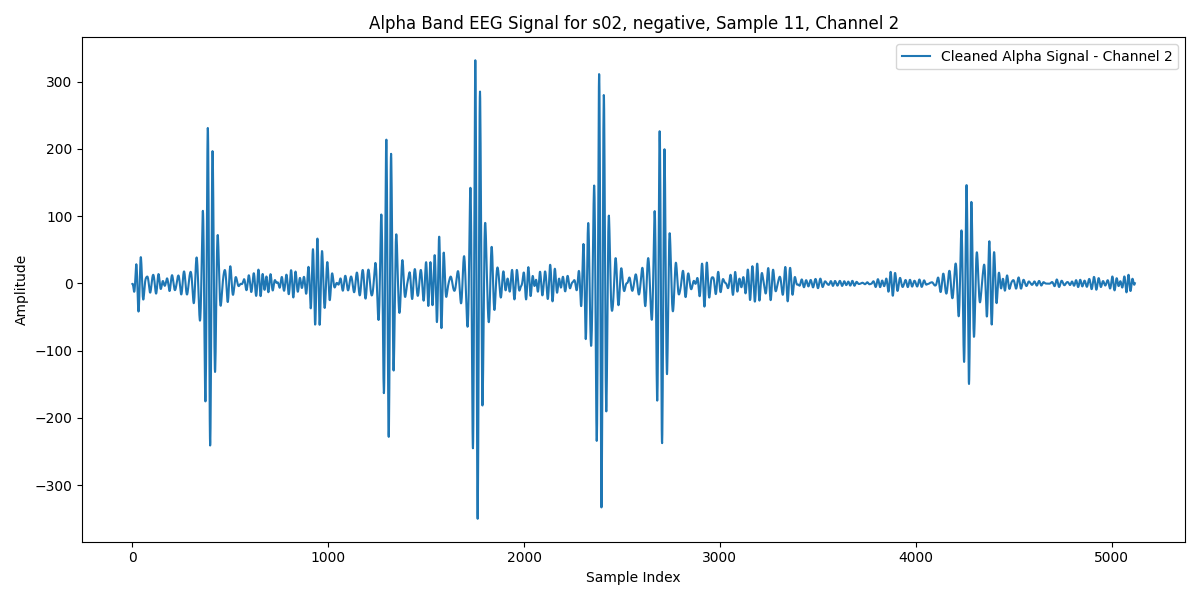 Alpha Band EEG Signal for s02, negative, Sample 11, Channel 2
Cleaned Alpha Signal - Channel 2
Amplitude
300
200
100
0
−100
−200
−300
0 1000 2000 3000 4000 5000
Sample Index